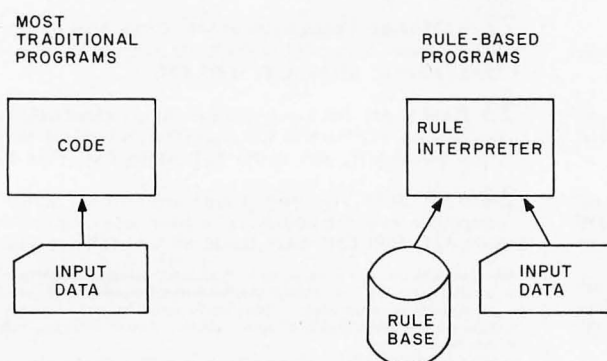 MOST
TRADITIONAL
PROGRAMS
CODE
INPUT
DATA
RULE-BASED
PROGRAMS
RULE
INTERPRETER
RULE
BASE
INPUT
DATA